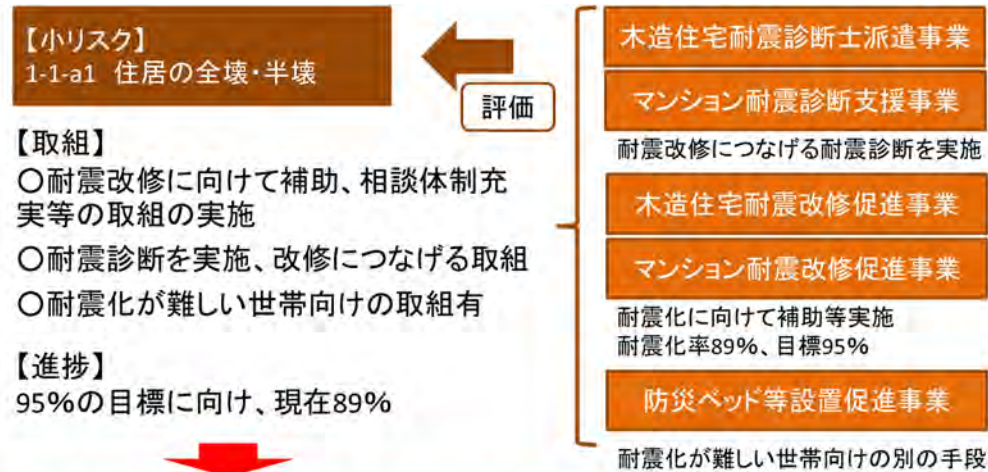 【小リスク】
1-1-a1 住居の全壊・半壊
評価
【取組】
〇耐震改修に向けて補助、相談体制充
実等の取組の実施
〇耐震診断を実施、改修につなげる取組
〇耐震化が難しい世帯向けの取組有
【進捗】
95%の目標に向け、現在89%
木造住宅耐震診断士派遣事業
マンション耐震診断支援事業
耐震改修につなげる耐震診断を実施
木造住宅耐震改修促進事業
マンション耐震改修促進事業
耐震化に向けて補助等実施
耐震化率89%、目標95%
防災ベッド等設置促進事業
耐震化が難しい世帯向けの別の手段